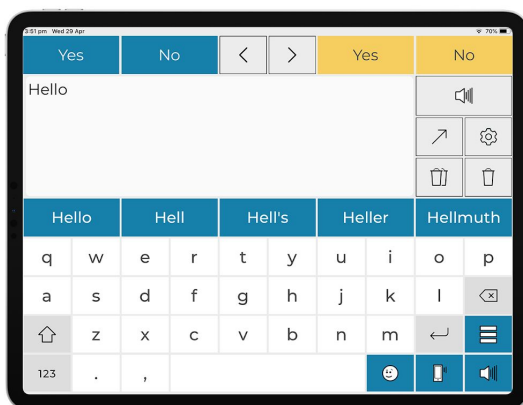 3:51 pm Wed 29 Apr 70%
Yes No < > Yes No
Hello
Hello Hell Hell's Heller Hellmuth
q w e r t y u i o p
a s d f g h j k l
z x c v b n m
123 . ,